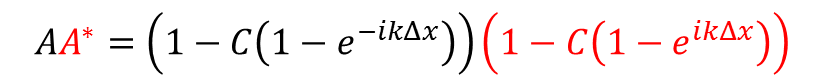 AA* = (1 − C(1 − e^{−ikΔx}))(1 − C(1 − e^{ikΔx}))